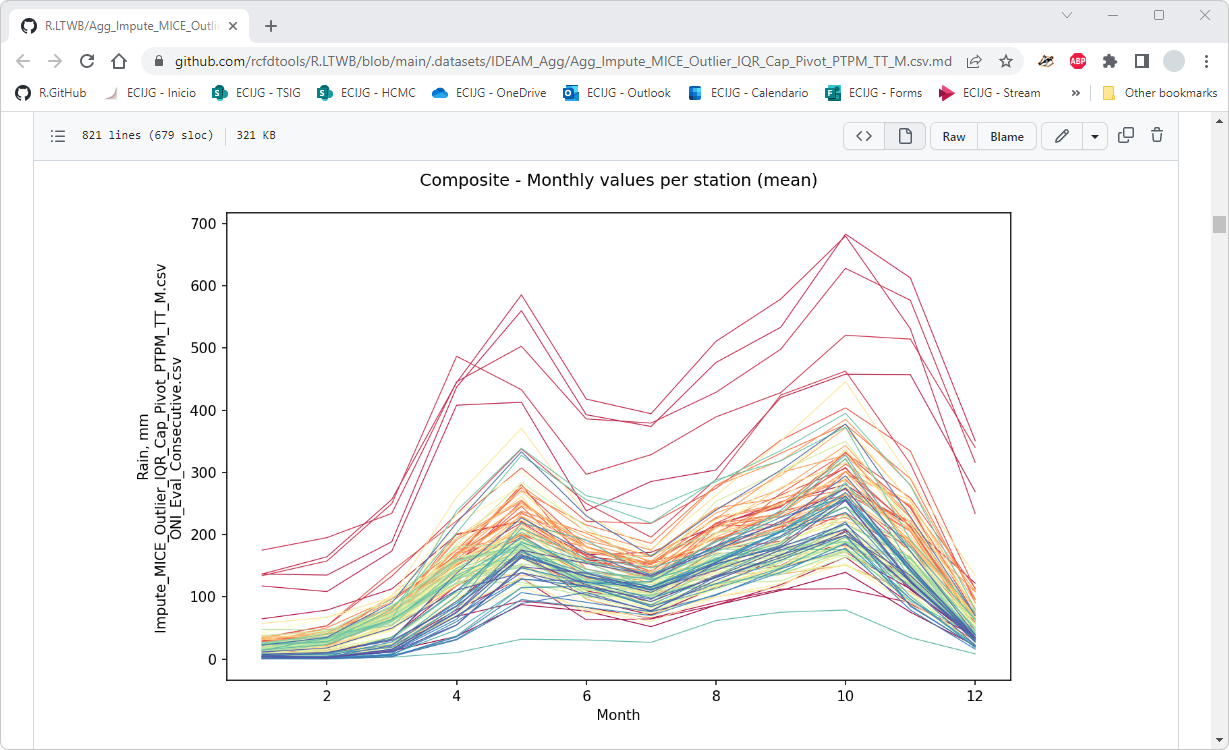 R.LTWB/Agg_Impute_MICE_Outli
github.com/rcfdtools/R.LTWB/blob/main/.datasets/IDEAM_Agg/Agg_Impute_MICE_Outlier_IQR_Cap_Pivot_PTPM_TT_M.csv.md
ABP
R.GitHub ECIJG - Inicio ECIJG - TSIG ECIJG - HCMC ECIJG - OneDrive ECIJG - Outlook ECIJG - Calendario ECIJG - Forms ECIJG - Stream » Other bookmarks
821 lines (679 sloc) 321 KB
<> Raw Blame
Composite - Monthly values per station (mean)
700
600
500
400
300
200
100
0
Rain, mm
Impute_MICE_Outlier_IQR_Cap_Pivot_PTPM_TT_M.csv
ONI_Eval_Consecutive.csv
2 4 6 8 10 12
Month